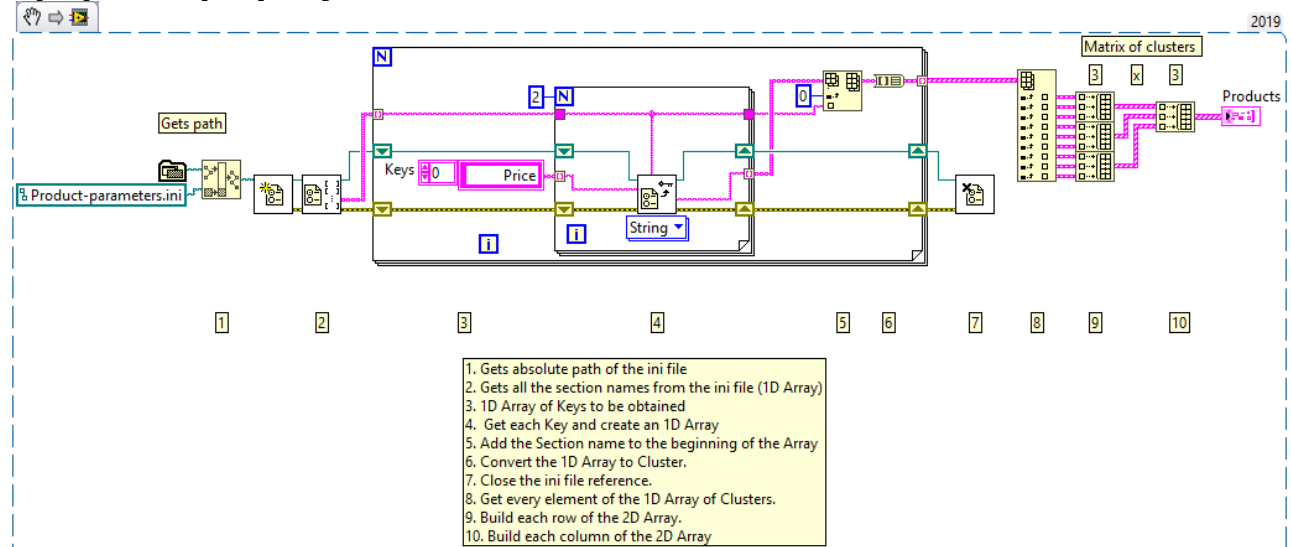 2019
Matrix of clusters
3 x 3
N
2 N
0
Products
Gets path
Product-parameters.ini
Keys 0 Price
String
i
i
1 2 3 4 5 6 7 8 9 10
1. Gets absolute path of the ini file
2. Gets all the section names from the ini file (1D Array)
3. 1D Array of Keys to be obtained
4. Get each Key and create an 1D Array
5. Add the Section name to the beginning of the Array
6. Convert the 1D Array to Cluster.
7. Close the ini file reference.
8. Get every element of the 1D Array of Clusters.
9. Build each row of the 2D Array.
10. Build each column of the 2D Array